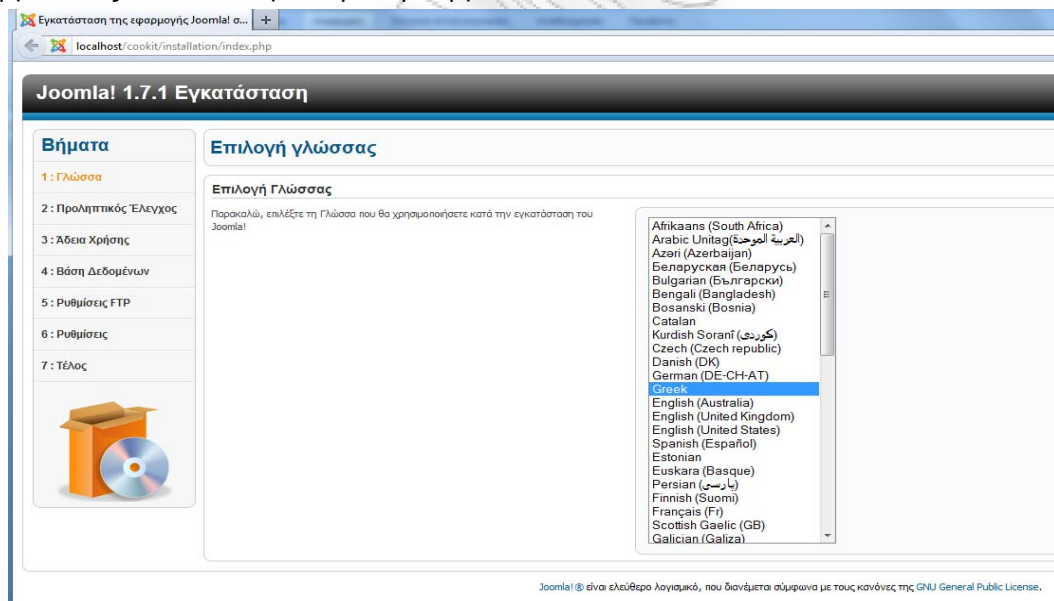 Εγκατάσταση της εφαρμογής Joomla! σ...
localhost/cookit/installation/index.php
Joomla! 1.7.1 Εγκατάσταση
Βήματα
1 : Γλώσσα
2 : Προληπτικός Έλεγχος
3 : Άδεια Χρήσης
4 : Βάση Δεδομένων
5 : Ρυθμίσεις FTP
6 : Ρυθμίσεις
7 : Τέλος
Επιλογή γλώσσας
Επιλογή Γλώσσας
Παρακαλώ, επιλέξτε τη Γλώσσα που θα χρησιμοποιήσετε κατά την εγκατάσταση του
Joomla!
Afrikaans (South Africa)
Arabic Unitag (العربية الموحدة)
Azəri (Azerbaijan)
Беларуская (Беларусь)
Bulgarian (Български)
Bengali (Bangladesh)
Bosanski (Bosnia)
Catalan
Kurdish Soranî (كوردى)
Czech (Czech republic)
Danish (DK)
German (DE-CH-AT)
Greek
English (Australia)
English (United Kingdom)
English (United States)
Spanish (Español)
Estonian
Euskara (Basque)
Persian (پارسی)
Finnish (Suomi)
Français (Fr)
Scottish Gaelic (GB)
Galician (Galiza)
Joomla! ® είναι ελεύθερο λογισμικό, που διανέμεται σύμφωνα με τους κανόνες της GNU General Public License.